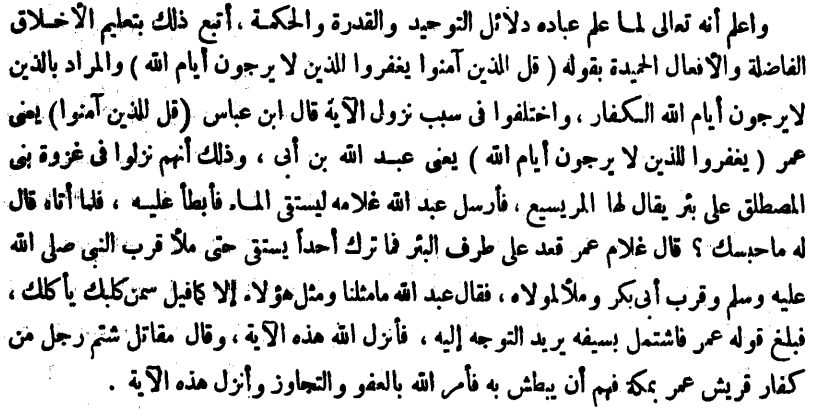 واعلم أنه تعالى لمـا علم عباده دلائل التوحيد والقدرة والحكمـة ، أتبع ذلك بتعليم الأخـلاق
الفاضلة والأفعال الحميدة بقوله ( قل للذين آمنوا يغفروا للذين لا يرجون أيام الله ) والمراد بالذين
لايرجون أيام الله الـكفار ، واختلفوا فى سبب نزول الآية قال ابن عباس (قل للذين آمنوا) يعنى
عمر ( يغفروا للذين لا يرجون أيام الله ) يعنى عبـد الله بن أبى ، وذلك أنهم نزلوا فى غزوة بنى
المصطلق على بئر يقال لها المريسيع ، فأرسل عبد الله غلامه ليستقى المـاء فأبطأ عليـه ، فلما أتاه قال
له ماحبسك ؟ قال غلام عمر قعد على طرف البئر فما ترك أحداً يستقى حتى ملأ قرب النبى صلى الله
عليه وسلم وقرب أبى بكر وملأ لمولاه ، فقال عبد الله مامثلنا ومثل هؤلاء إلا كما قيل سمن كلبك يأكلك ،
فبلغ قوله عمر فاشتمل بسيفه يريد التوجه إليه ، فأنزل الله هذه الآية ، وقال مقاتل شتم رجل من
كفار قريش عمر بمكة فهم أن يبطش به فأمر الله بالعفو والتجاوز وأنزل هذه الآية .